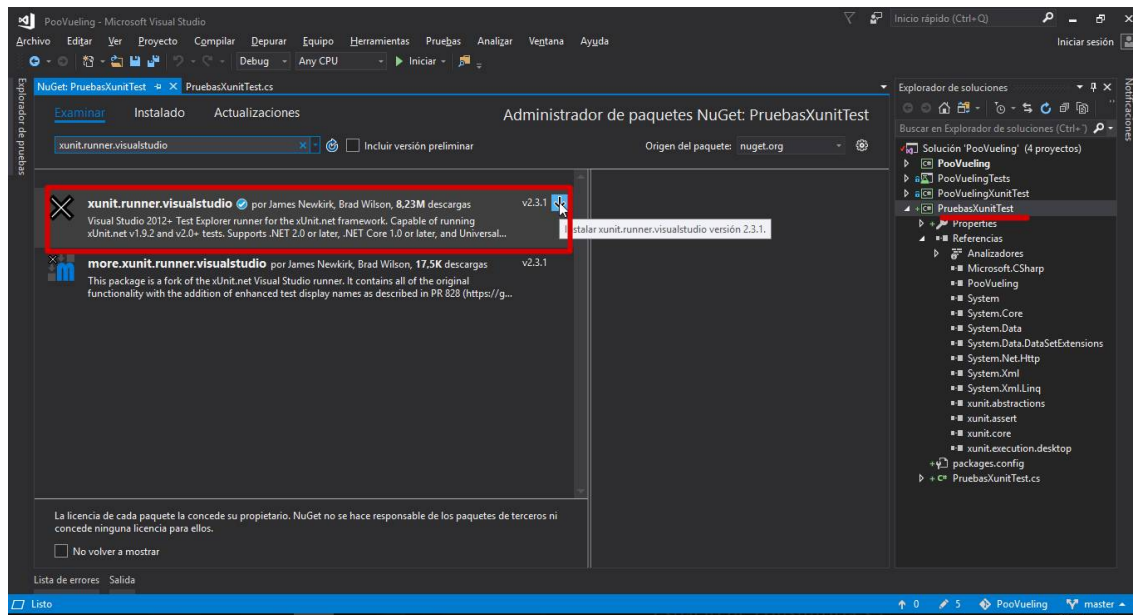 PooVueling - Microsoft Visual Studio
Inicio rápido (Ctrl+Q)
Archivo Editar Ver Proyecto Compilar Depurar Equipo Herramientas Pruebas Analizar Ventana Ayuda
Iniciar sesión
Debug Any CPU Iniciar
Explorador de pruebas
NuGet: PruebasXunitTest PruebasXunitTest.cs
Examinar Instalado Actualizaciones
Administrador de paquetes NuGet: PruebasXunitTest
xunit.runner.visualstudio
Incluir versión preliminar
Origen del paquete: nuget.org
xunit.runner.visualstudio por James Newkirk, Brad Wilson, 8,23M descargas v2.3.1
Visual Studio 2012+ Test Explorer runner for the xUnit.net framework. Capable of running
xUnit.net v1.9.2 and v2.0+ tests. Supports .NET 2.0 or later, .NET Core 1.0 or later, and Universal...
stalar xunit.runner.visualstudio versión 2.3.1.
more.xunit.runner.visualstudio por James Newkirk, Brad Wilson, 17,5K descargas v2.3.1
This package is a fork of the xUnit.net Visual Studio runner. It contains all of the original
functionality with the addition of enhanced test display names as described in PR 828 (https://g...
La licencia de cada paquete la concede su propietario. NuGet no se hace responsable de los paquetes de terceros ni
concede ninguna licencia para ellos.
No volver a mostrar
Explorador de soluciones
Buscar en Explorador de soluciones (Ctrl+')
Solución 'PooVueling' (4 proyectos)
PooVueling
PooVuelingTests
PooVuelingXunitTest
PruebasXunitTest
Properties
Referencias
Analizadores
Microsoft.CSharp
PooVueling
System
System.Core
System.Data
System.Data.DataSetExtensions
System.Net.Http
System.Xml
System.Xml.Linq
xunit.abstractions
xunit.assert
xunit.core
xunit.execution.desktop
packages.config
PruebasXunitTest.cs
Notificaciones
Lista de errores Salida
Listo
0 5 PooVueling master